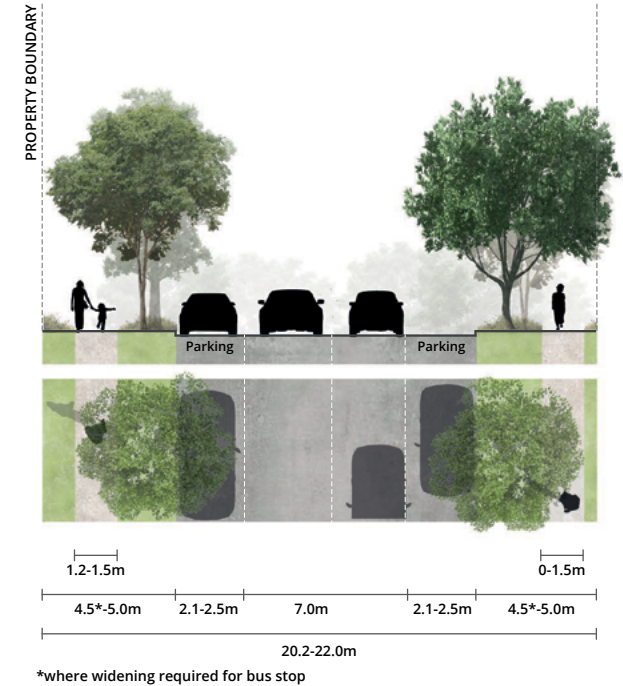 PROPERTY BOUNDARY
Parking
Parking
1.2-1.5m
0-1.5m
4.5*-5.0m
2.1-2.5m
7.0m
2.1-2.5m
4.5*-5.0m
20.2-22.0m
*where widening required for bus stop